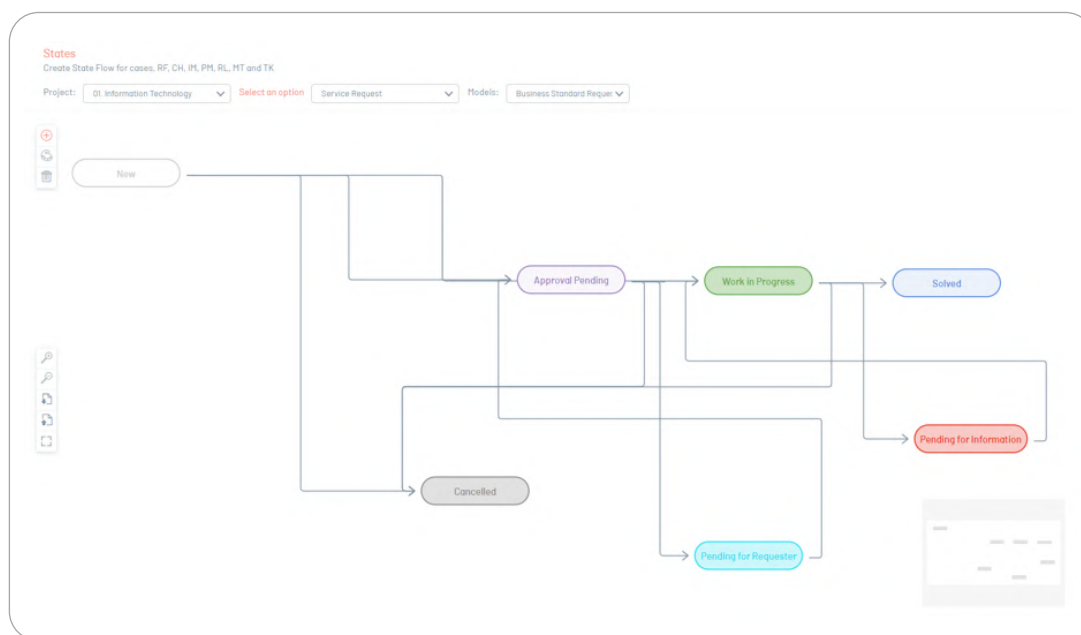 States
Create State Flow for cases, RF, CH, IM, PM, RL, MT and TK
Project: 01. Information Technology Select an option Service Request Models: Business Standard Reques
New
Approval Pending
Work in Progress
Solved
Pending for Information
Cancelled
Pending for Requester